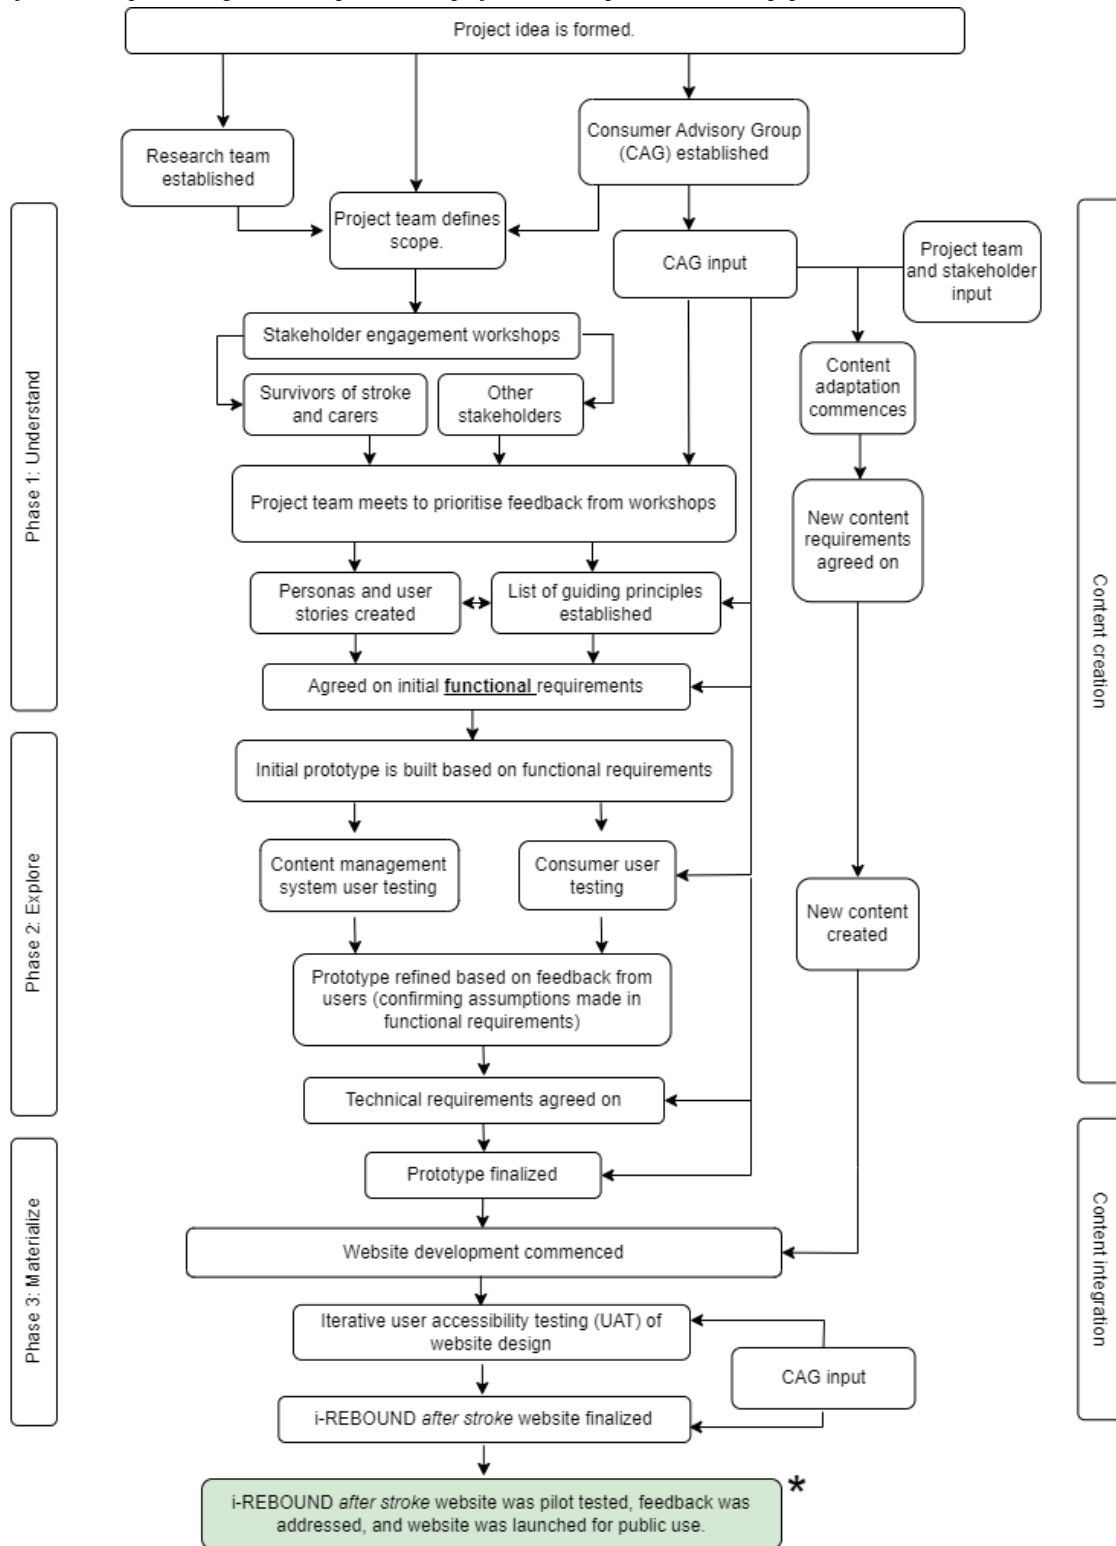 Project idea is formed.
Research team
established
Consumer Advisory Group
(CAG) established
Project team defines
scope.
CAG input
Project team
and stakeholder
input
Stakeholder engagement workshops
Survivors of stroke
and carers
Other
stakeholders
Content
adaptation
commences
Project team meets to prioritise feedback from workshops
New content
requirements
agreed on
Personas and user
stories created
List of guiding principles
established
Agreed on initial functional requirements
Phase 1: Understand
Content creation
Initial prototype is built based on functional requirements
Content management
system user testing
Consumer user
testing
New content
created
Prototype refined based on feedback from
users (confirming assumptions made in
functional requirements)
Technical requirements agreed on
Phase 2: Explore
Prototype finalized
Website development commenced
Iterative user accessibility testing (UAT) of
website design
CAG input
i-REBOUND after stroke website finalized
Phase 3: Materialize
Content integration
i-REBOUND after stroke website was pilot tested, feedback was
addressed, and website was launched for public use.
*